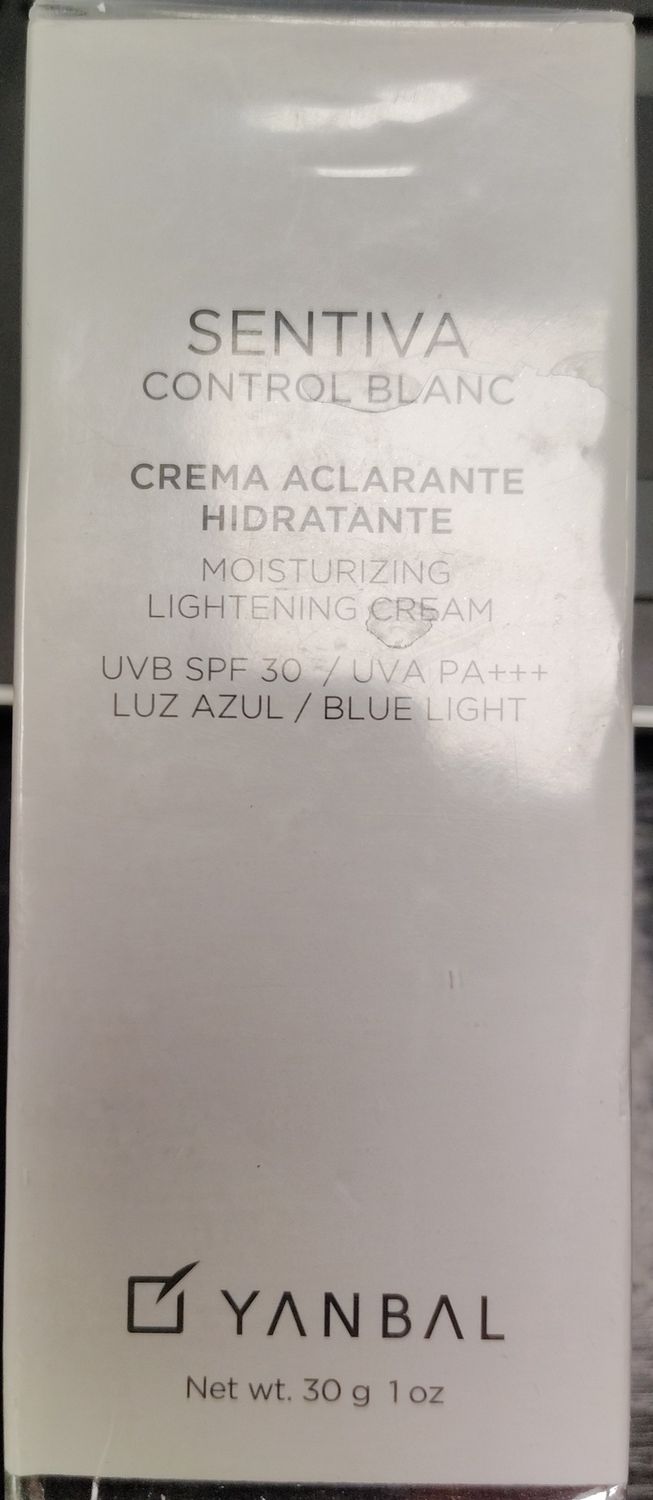 SENTIVA
CONTROL BLANC
CREMA ACLARANTE
HIDRATANTE
MOISTURIZING
LIGHTENING CREAM
UVB SPF 30 / UVA PA+++
LUZ AZUL / BLUE LIGHT
YANBAL
Net wt. 30 g 1 oz